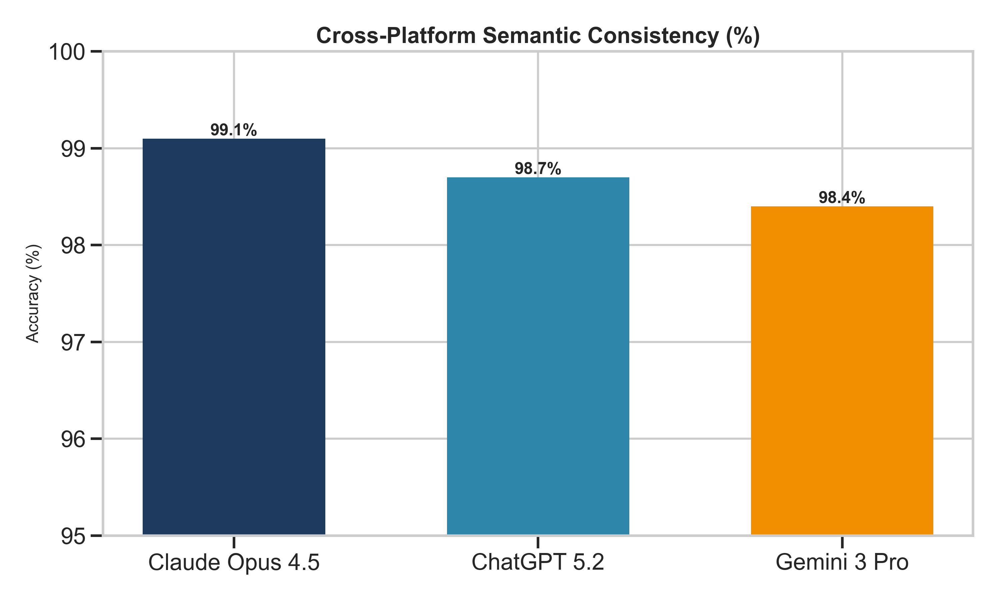 Cross-Platform Semantic Consistency (%)
100
99
98
97
96
95
Accuracy (%)
99.1%
98.7%
98.4%
Claude Opus 4.5
ChatGPT 5.2
Gemini 3 Pro